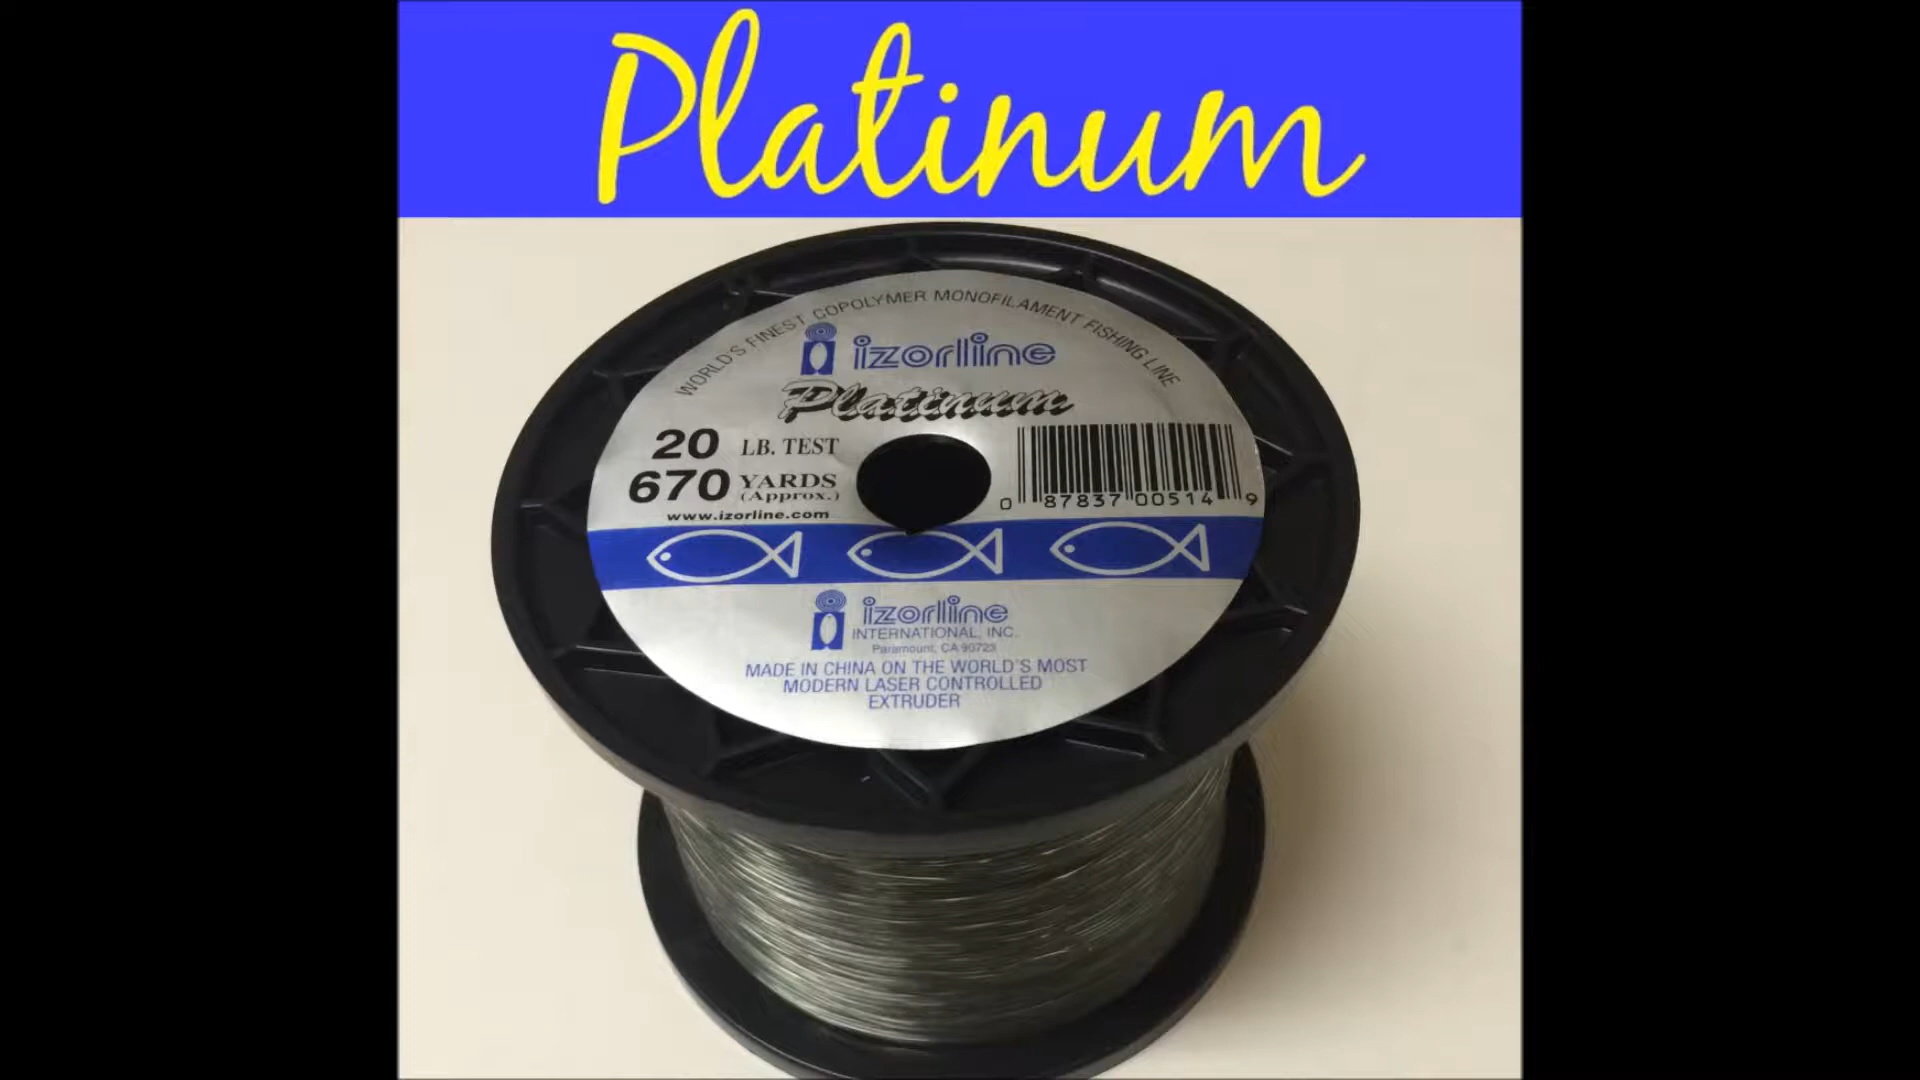 Platinum
WORLD'S FINEST COPOLYMER MONOFILAMENT FISHING LINE
izorline
Platinum
20 LB. TEST
670 YARDS
(Approx.)
www.izorline.com
0 87837 00514 9
izorline
INTERNATIONAL, INC.
Paramount, CA 90723
MADE IN CHINA ON THE WORLD'S MOST
MODERN LASER CONTROLLED
EXTRUDER